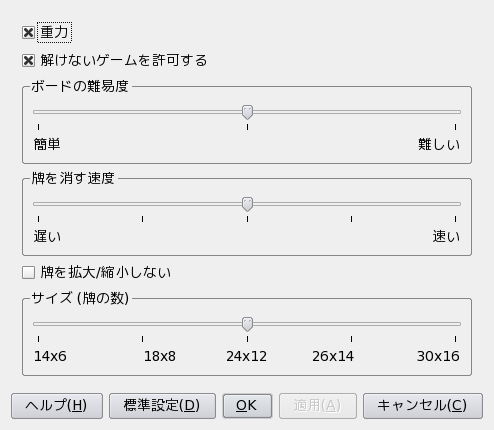 重力
解けないゲームを許可する
ボードの難易度
簡単 難しい
牌を消す速度
遅い 速い
牌を拡大/縮小しない
サイズ (牌の数)
14x6 18x8 24x12 26x14 30x16
ヘルプ(H) 標準設定(D) OK 適用(A) キャンセル(C)